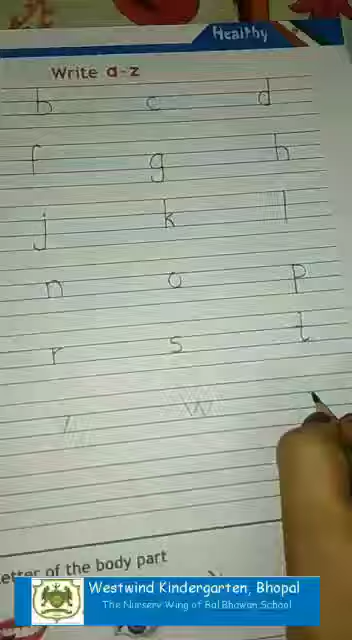 Healthy
Write a-z
b c d
f g h
j k l
n o p
r s t
w
etter of the body part
Westwind Kindergarten, Bhopal
The Nursery Wing of Bal Bhawan School